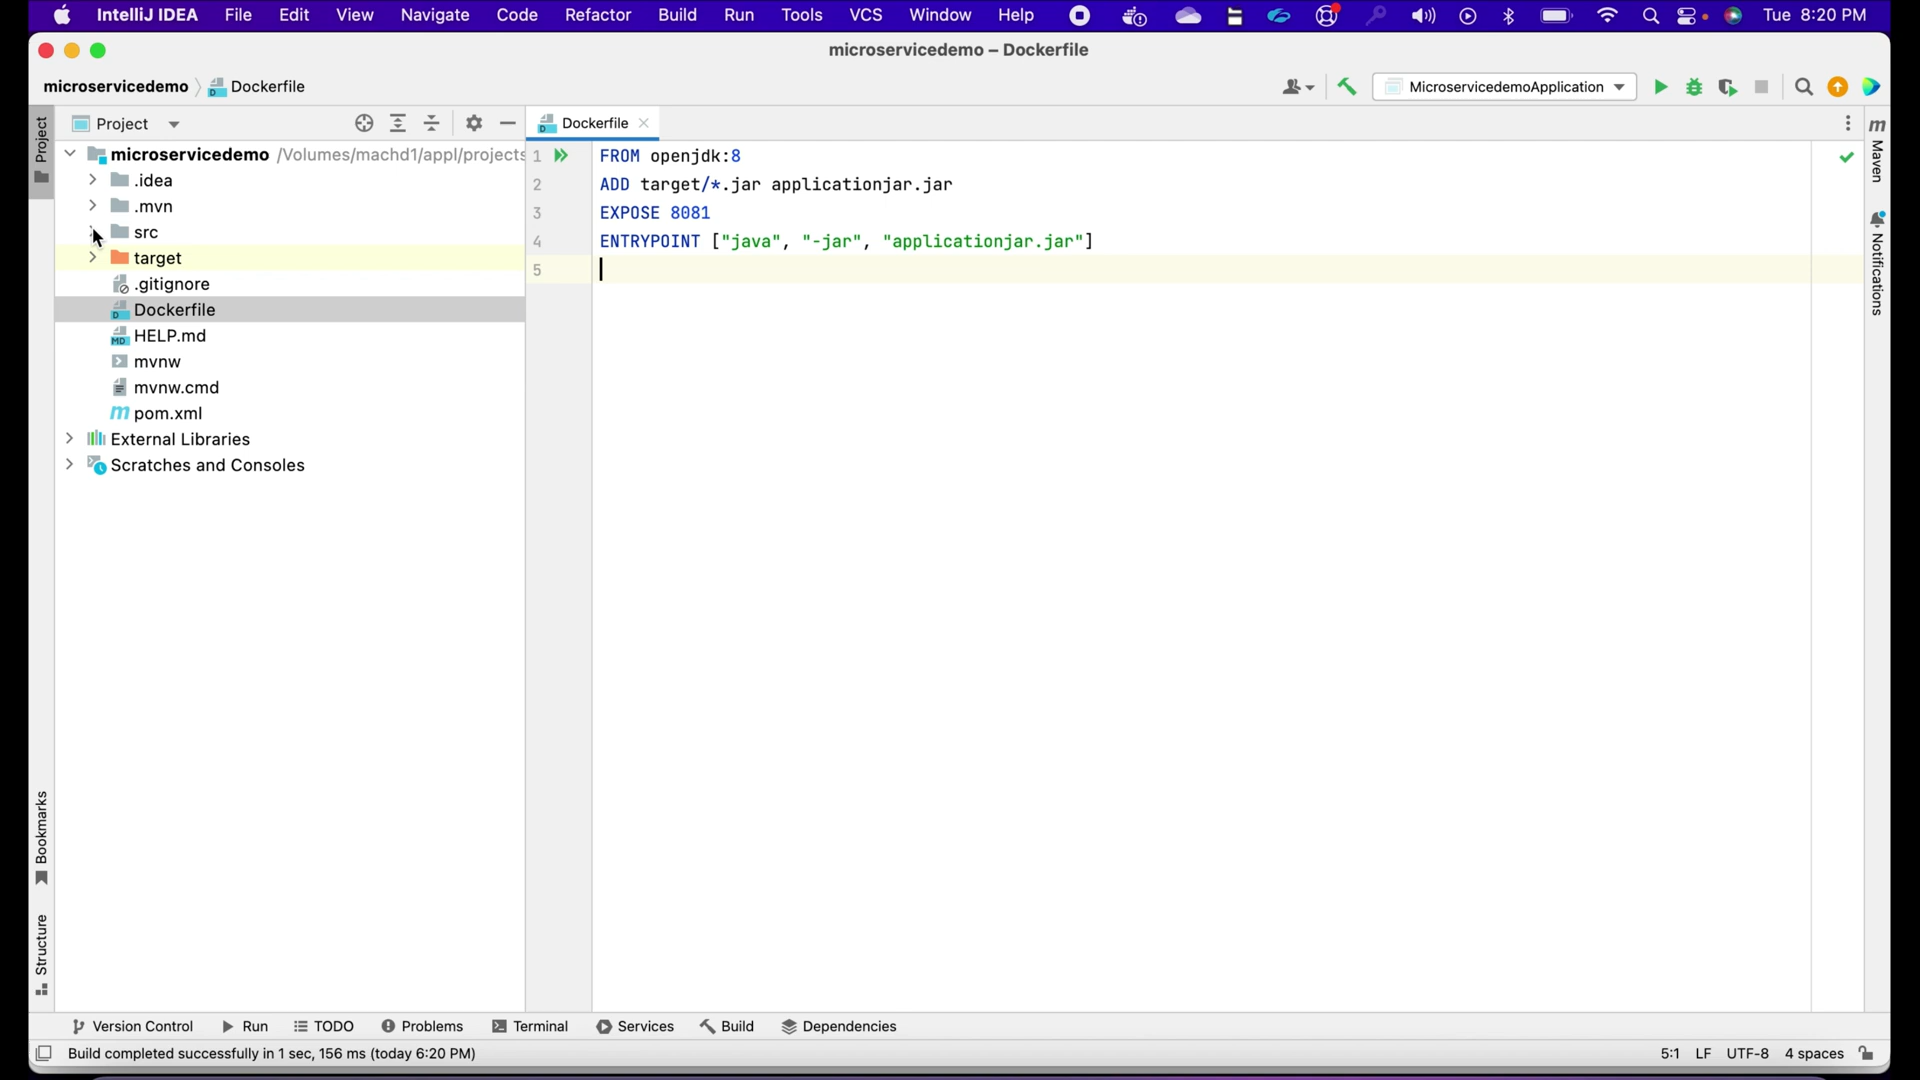 IntelliJ IDEA File Edit View Navigate Code Refactor Build Run Tools VCS Window Help Tue 8:20 PM
microservicedemo – Dockerfile
microservicedemo Dockerfile
MicroservicedemoApplication
Project
Project
Dockerfile
Maven
Notifications
microservicedemo /Volumes/machd1/appl/projects
.idea
.mvn
src
target
.gitignore
Dockerfile
HELP.md
mvnw
mvnw.cmd
pom.xml
External Libraries
Scratches and Consoles
1 FROM openjdk:8
2 ADD target/*.jar applicationjar.jar
3 EXPOSE 8081
4 ENTRYPOINT ["java", "-jar", "applicationjar.jar"]
5
Bookmarks
Structure
Version Control Run TODO Problems Terminal Services Build Dependencies
Build completed successfully in 1 sec, 156 ms (today 6:20 PM) 5:1 LF UTF-8 4 spaces